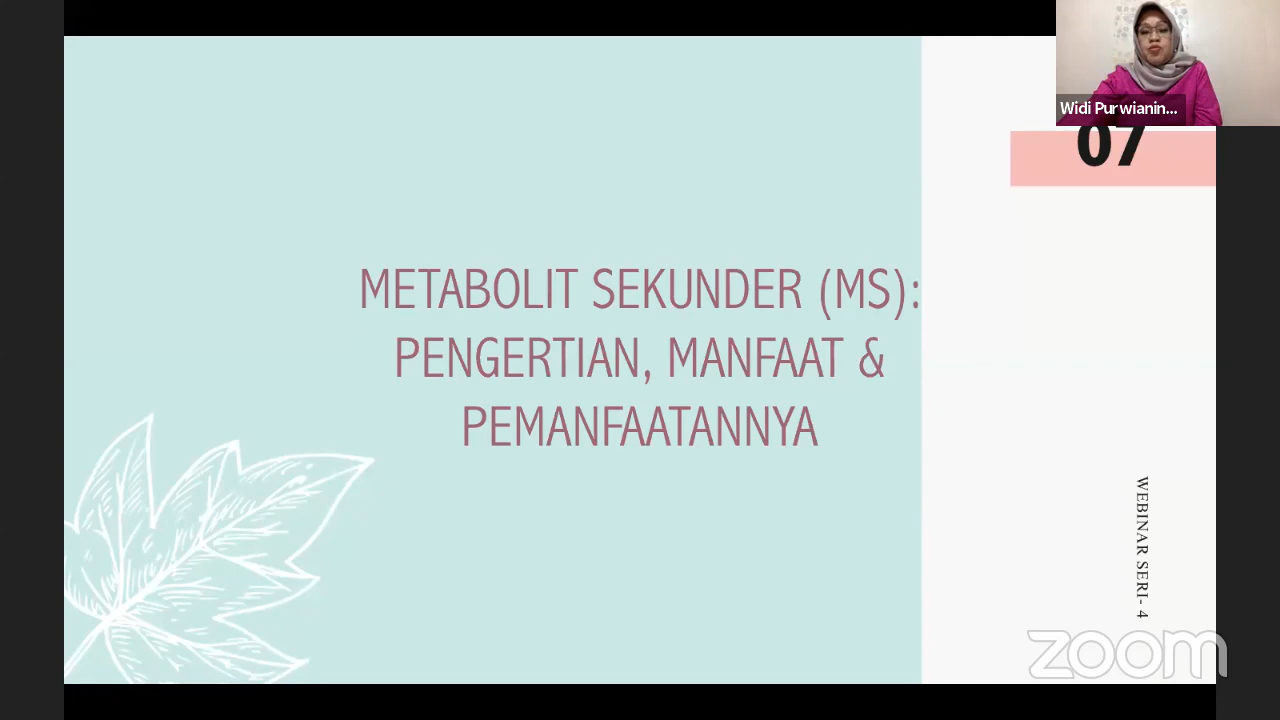 Widi Purwianin...
07
METABOLIT SEKUNDER (MS):
PENGERTIAN, MANFAAT &
PEMANFAATANNYA
WEBINAR SERI- 4
zoom